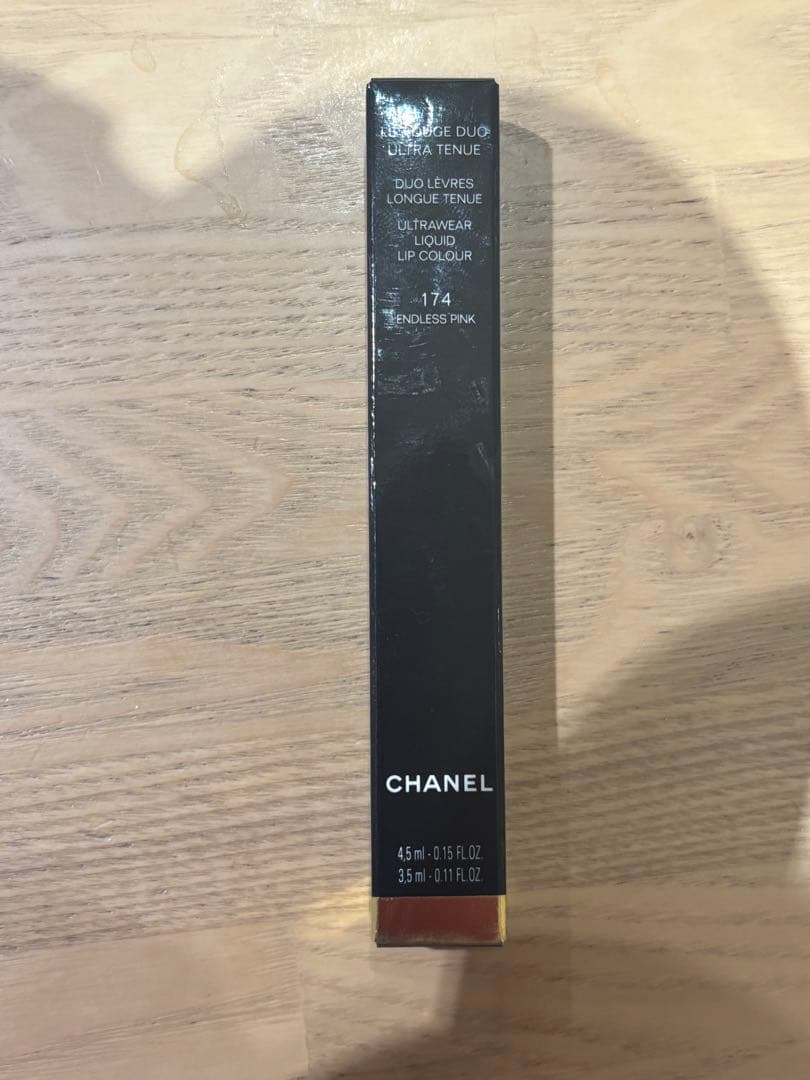 LE ROUGE DUO
ULTRA TENUE
DUO LÈVRES
LONGUE TENUE
ULTRAWEAR
LIQUID
LIP COLOUR
174
ENDLESS PINK
CHANEL
4,5 ml - 0.15 FL.OZ.
3,5 ml - 0.11 FL.OZ.